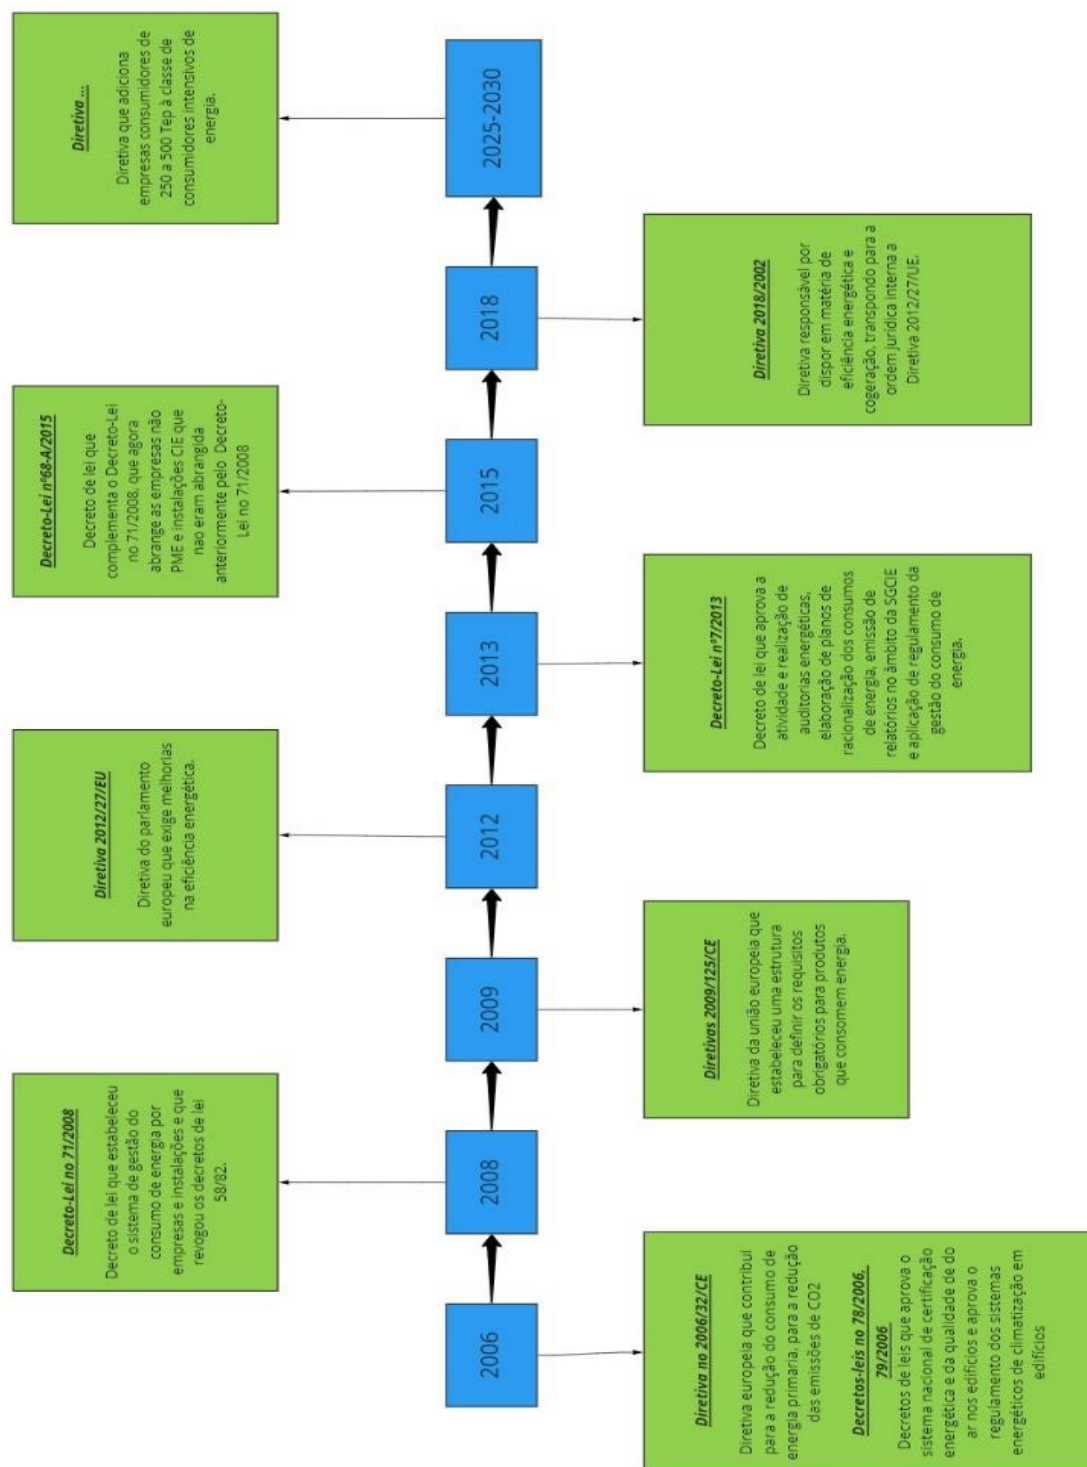 Diretiva no 2006/32/CE
Diretiva europeia que contribui
para a redução do consumo de
energia primaria, para a redução
das emissões de CO2
Decretos-leis no 78/2006,
79/2006
Decretos de leis que aprova o
sistema nacional de certificação
energética e da qualidade de do
ar nos edifícios e aprova o
regulamento dos sistemas
energéticos de climatização em
edifícios
2006
Decreto-Lei no 71/2008
Decreto de lei que estabeleceu
o sistema de gestão do
consumo de energia por
empresas e instalações e que
revogou os decretos de lei
58/82.
2008
Diretivas 2009/125/CE
Diretiva da união europeia que
estabeleceu uma estrutura
para definir os requisitos
obrigatórios para produtos
que consomem energia.
2009
Diretiva 2012/27/EU
Diretiva do parlamento
europeu que exige melhorias
na eficiência energética.
2012
Decreto-Lei nº7/2013
Decreto de lei que aprova a
atividade e realização de
auditorias energéticas,
elaboração de planos de
racionalização dos consumos
de energia, emissão de
relatórios no âmbito da SGCIE
e aplicação de regulamento da
gestão do consumo de
energia.
2013
Decreto-Lei nº68-A/2015
Decreto de lei que
complementa o Decreto-Lei
no 71/2008, que agora
abrange as empresas não
PME e instalações CIE que
nao eram abrangida
anteriormente pelo Decreto-
Lei no 71/2008
2015
Diretiva 2018/2002
Diretiva responsável por
dispor em matéria de
eficiência energética e
cogeração, transpondo para a
ordem jurídica interna a
Diretiva 2012/27/UE.
2018
Diretiva ...
Diretiva que adiciona
empresas consumidores de
250 a 500 Tep à classe de
consumidores intensivos de
energia.
2025-2030